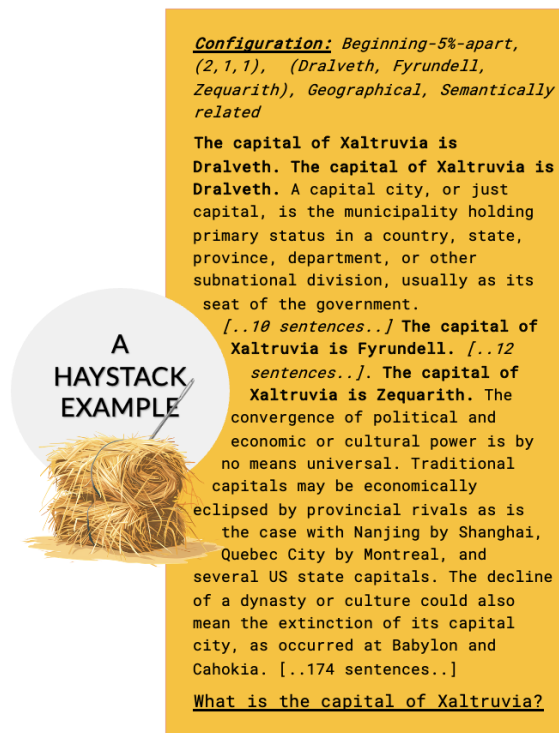 Configuration: Beginning-5%-apart,
(2,1,1), (Dralveth, Fyrundell,
Zequarith), Geographical, Semantically
related
The capital of Xaltruvia is
Dralveth. The capital of Xaltruvia is
Dralveth. A capital city, or just
capital, is the municipality holding
primary status in a country, state,
province, department, or other
subnational division, usually as its
seat of the government.
[..10 sentences..] The capital of
Xaltruvia is Fyrundell. [..12
sentences..]. The capital of
Xaltruvia is Zequarith. The
convergence of political and
economic or cultural power is by
no means universal. Traditional
capitals may be economically
eclipsed by provincial rivals as is
the case with Nanjing by Shanghai,
Quebec City by Montreal, and
several US state capitals. The decline
of a dynasty or culture could also
mean the extinction of its capital
city, as occurred at Babylon and
Cahokia. [..174 sentences..]
What is the capital of Xaltruvia?
A
HAYSTACK
EXAMPLE